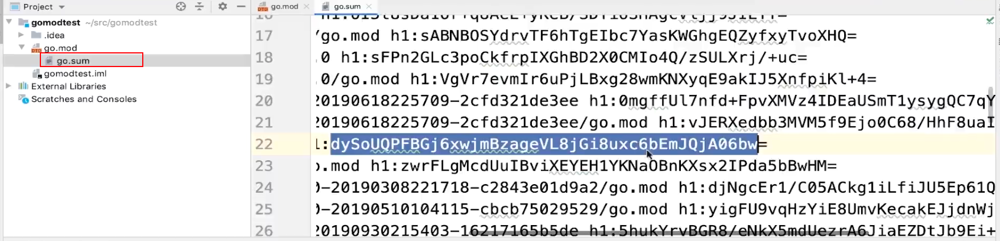 Project
gomodtest ~/src/gomodtest
.idea
go.mod
go.sum
gomodtest.iml
External Libraries
Scratches and Consoles
go.mod
go.sum
17 /go.mod h1:sABNBOSYdrvTF6hTgEIbc7YasKWGhgEQZyfxyTvoXHQ=
18 .0 h1:sFPn2GLc3poCkfrpIXGhBD2X0CMIo4Q/zSULXrj/+uc=
19 .0/go.mod h1:VgVr7evmIr6uPjLBxg28wmKNXyqE9akIJ5XnfpiKl+4=
20 20190618225709-2cfd321de3ee h1:0mgffUl7nfd+FpvXMVz4IDEaUSmT1ysygQC7qY
21 20190618225709-2cfd321de3ee/go.mod h1:vJERXedbb3MVM5f9Ejo0C68/HhF8uaI
22 1:dySoUQPFBGj6xwjmBzageVL8jGi8uxc6bEmJQjA06bw=
23 o.mod h1:zwrFLgMcdUuIBviXEYEH1YKNaOBnKXsx2IPda5bBwHM=
24 0-20190308221718-c2843e01d9a2/go.mod h1:djNgcEr1/C05ACkg1iLfiJU5Ep61Q
25 0-20190510104115-cbcb75029529/go.mod h1:yigFU9vqHzYiE8UmvKecakEJjdnWj
26 20190930215403-16217165b5de h1:5hukYrvBGR8/eNkX5mdUezrA6JiaEZDtJb9Ei+